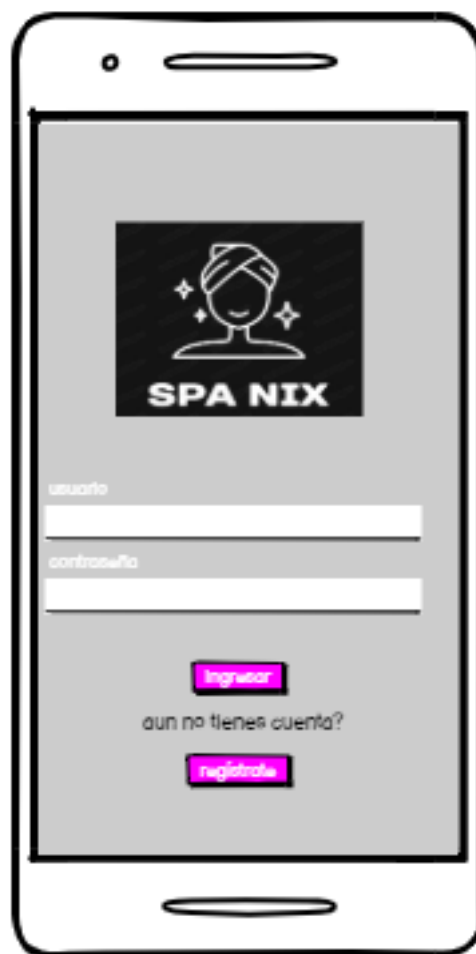 SPA NIX
usuario
contraseña
ingresar
aun no tienes cuenta?
regístrate